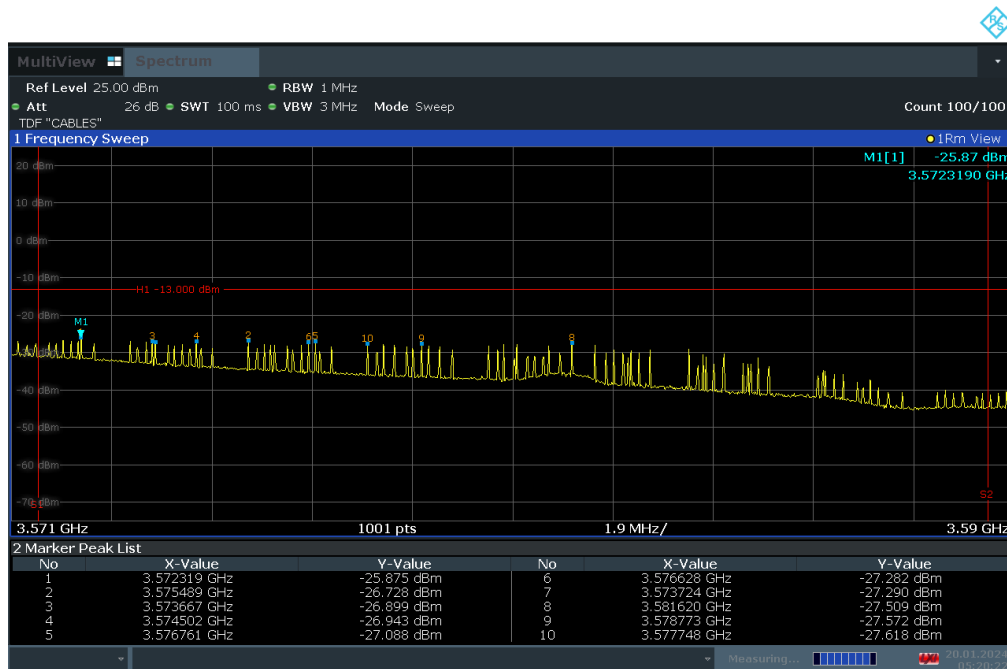 R S
MultiView Spectrum
Ref Level 25.00 dBm RBW 1 MHz
Att 26 dB SWT 100 ms VBW 3 MHz Mode Sweep Count 100/100
TDF "CABLES"
1 Frequency Sweep 1Rm View
M1[1] -25.87 dBm
3.5723190 GHz
20 dBm
10 dBm
0 dBm
-10 dBm
H1 -13.000 dBm
-20 dBm
M1
3 4 2 6 5 10 9 8
-40 dBm
-50 dBm
-60 dBm
-70 dBm
S1 S2
3.571 GHz 1001 pts 1.9 MHz/ 3.59 GHz
2 Marker Peak List
No X-Value Y-Value No X-Value Y-Value
1 3.572319 GHz -25.875 dBm 6 3.576628 GHz -27.282 dBm
2 3.575489 GHz -26.728 dBm 7 3.573724 GHz -27.290 dBm
3 3.573667 GHz -26.899 dBm 8 3.581620 GHz -27.509 dBm
4 3.574502 GHz -26.943 dBm 9 3.578773 GHz -27.572 dBm
5 3.576761 GHz -27.088 dBm 10 3.577748 GHz -27.618 dBm
Measuring...